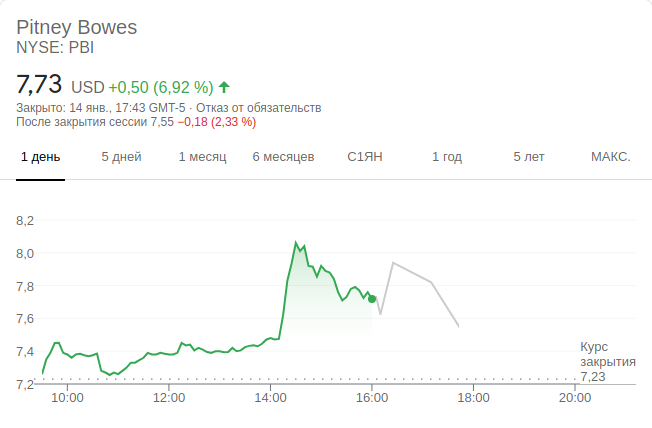 Pitney Bowes
NYSE: PBI
7,73 USD +0,50 (6,92 %)
Закрыто: 14 янв., 17:43 GMT-5 · Отказ от обязательств
После закрытия сессии 7,55 −0,18 (2,33 %)
1 день 5 дней 1 месяц 6 месяцев С1ЯН 1 год 5 лет МАКС.
8,2
8,0
7,8
7,6
7,4
7,2
Курс
закрытия
7,23
10:00 12:00 14:00 16:00 18:00 20:00